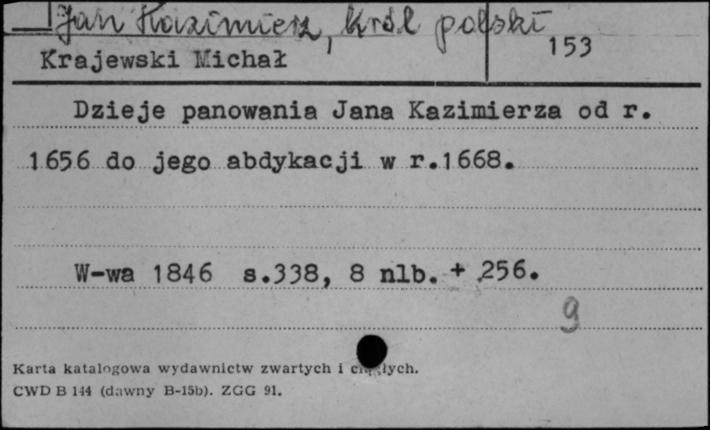 Jan Kazimierz, król polski
153
Krajewski Michał
Dzieje panowania Jana Kazimierza od r.
1656 do jego abdykacji w r.1668.
W-wa 1846 s.338, 8 nlb. + 256.
9
Karta katalogowa wydawnictw zwartych i ciągłych.
CWD B 144 (dawny B-15b). ZGG 91.